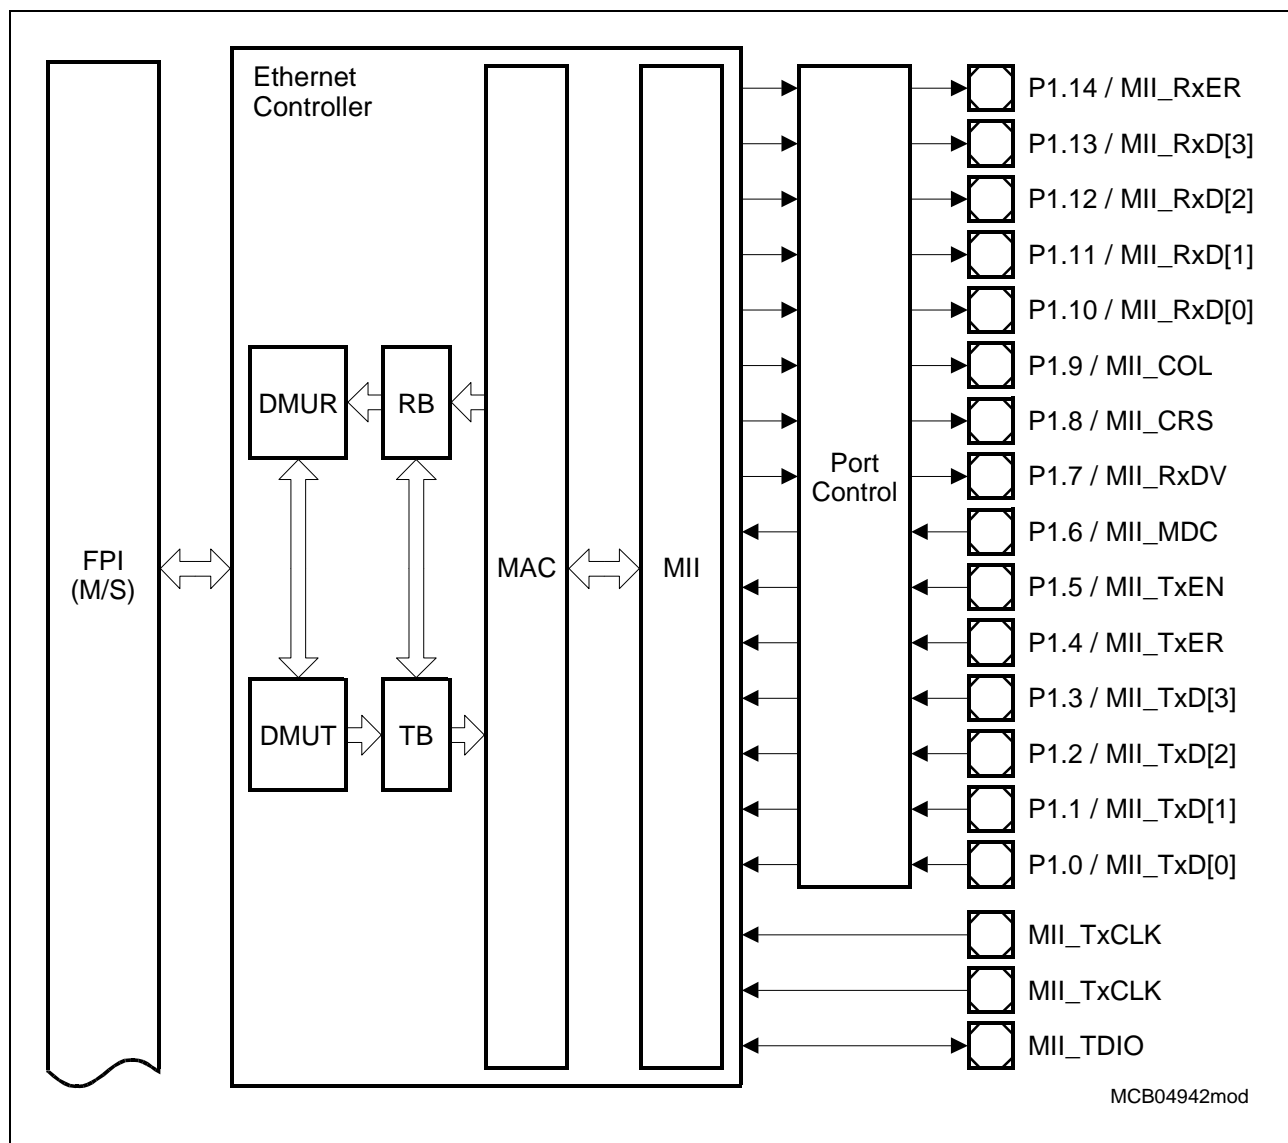 Ethernet
Controller
FPI
(M/S)
DMUR
RB
DMUT
TB
MAC
MII
Port
Control
P1.14 / MII_RxER
P1.13 / MII_RxD[3]
P1.12 / MII_RxD[2]
P1.11 / MII_RxD[1]
P1.10 / MII_RxD[0]
P1.9 / MII_COL
P1.8 / MII_CRS
P1.7 / MII_RxDV
P1.6 / MII_MDC
P1.5 / MII_TxEN
P1.4 / MII_TxER
P1.3 / MII_TxD[3]
P1.2 / MII_TxD[2]
P1.1 / MII_TxD[1]
P1.0 / MII_TxD[0]
MII_TxCLK
MII_TxCLK
MII_TDIO
MCB04942mod